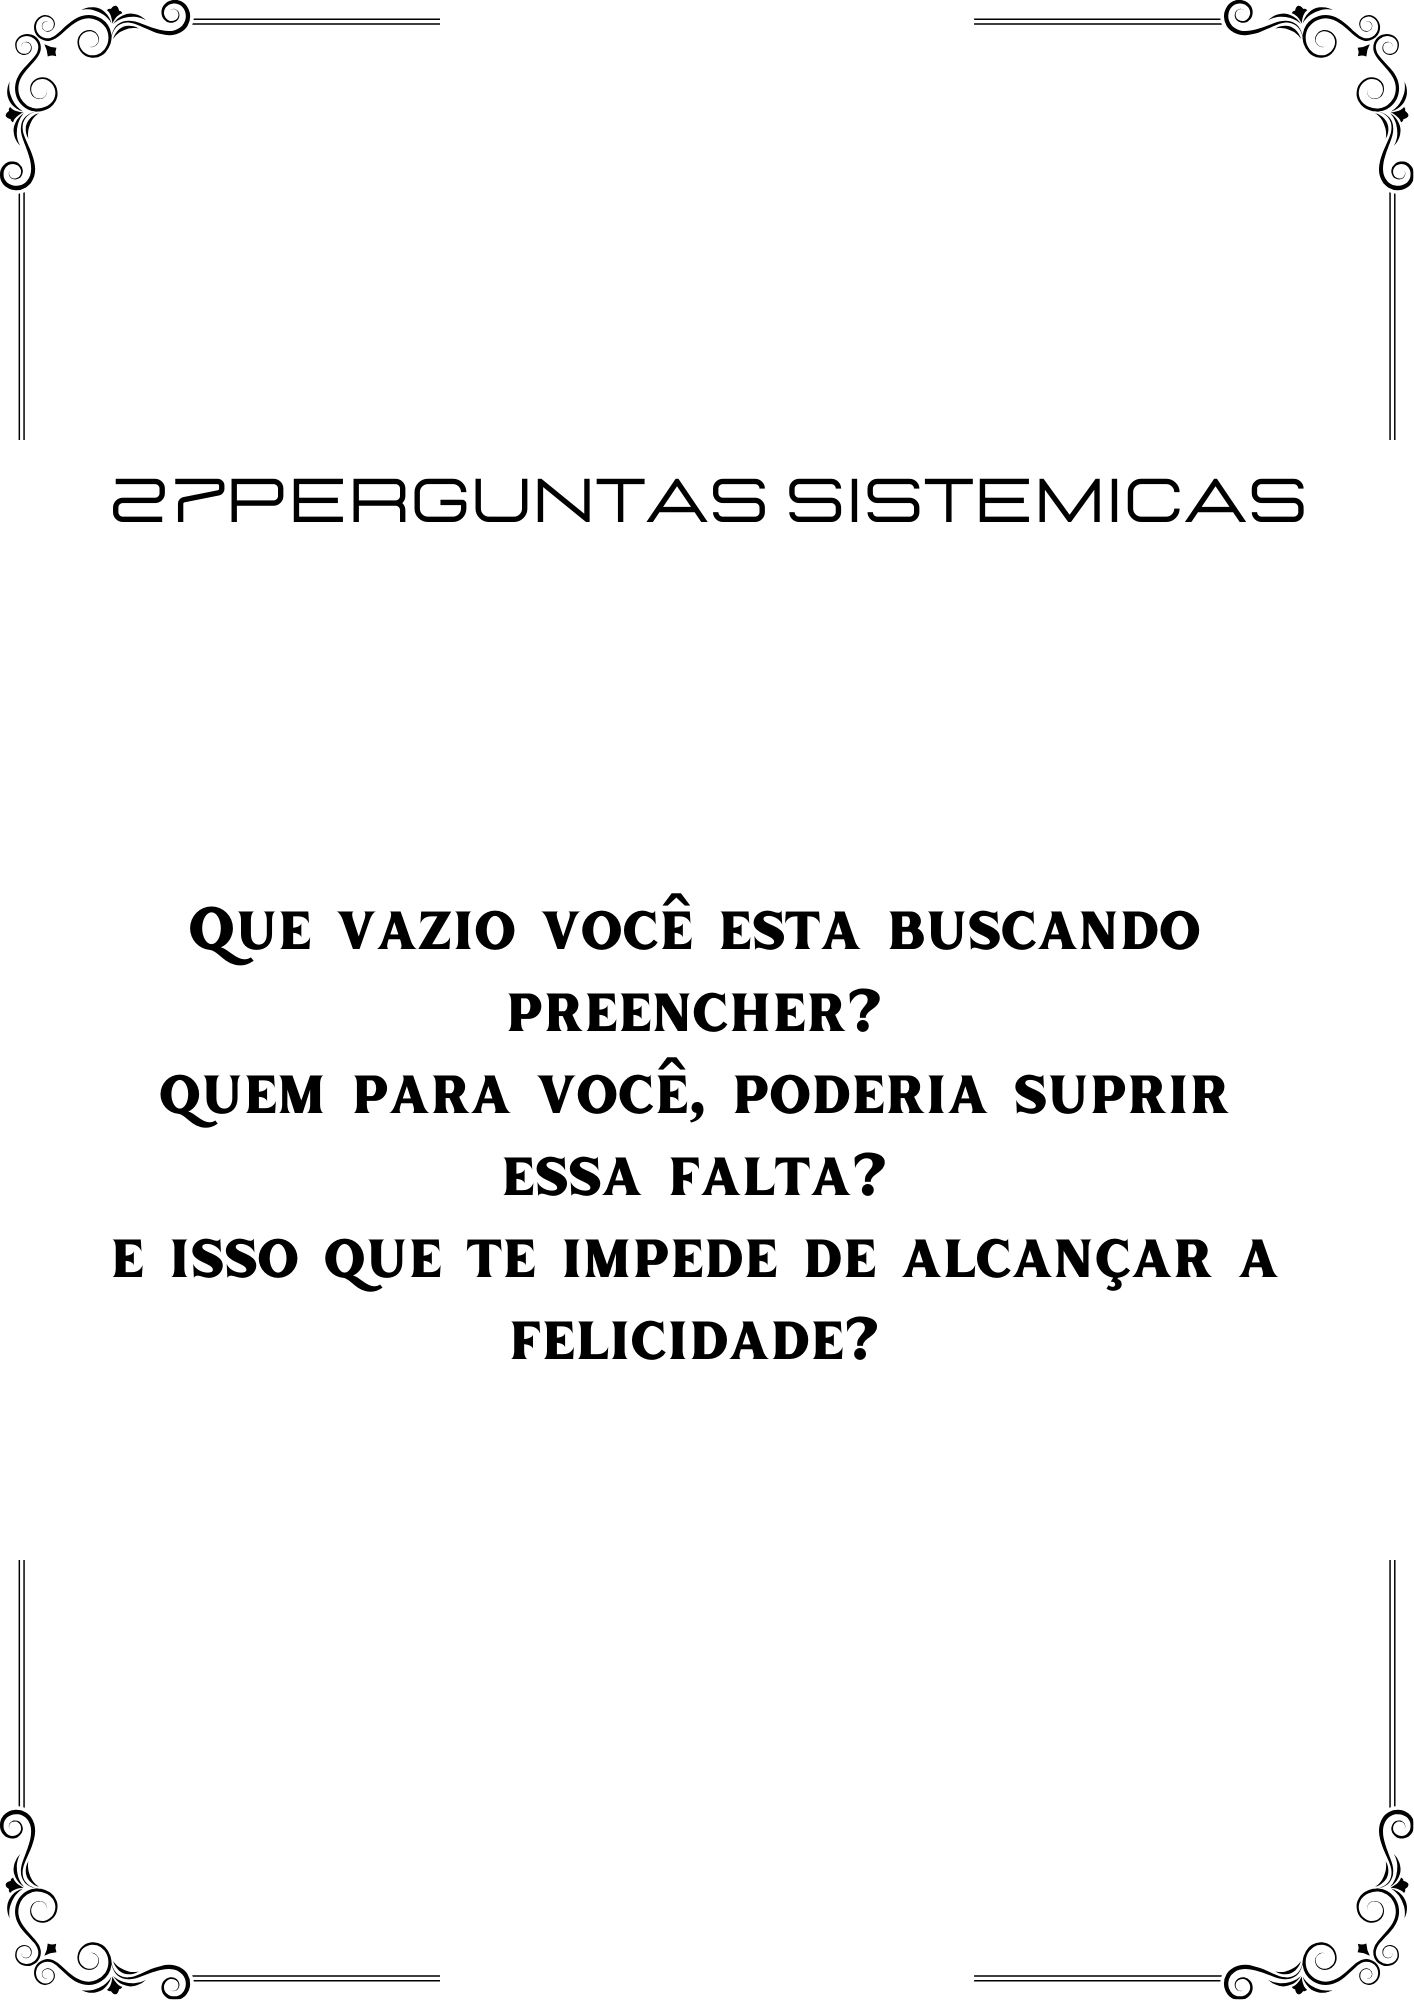 27PERGUNTAS SISTEMICAS
QUE VAZIO VOCÊ ESTA BUSCANDO
PREENCHER?
QUEM PARA VOCÊ, PODERIA SUPRIR
ESSA FALTA?
E ISSO QUE TE IMPEDE DE ALCANÇAR A
FELICIDADE?